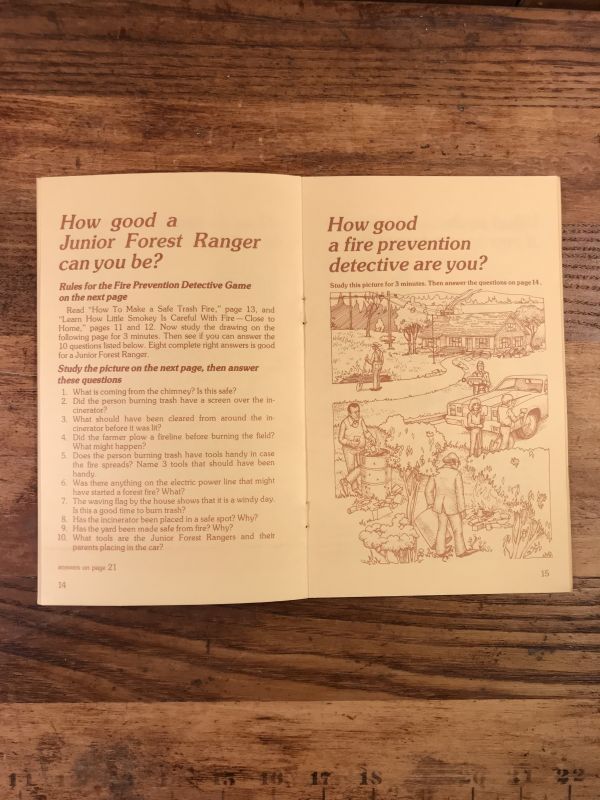 How good a
Junior Forest Ranger
can you be?
Rules for the Fire Prevention Detective Game
on the next page
Read "How To Make a Safe Trash Fire," page 13, and
"Learn How Little Smokey Is Careful With Fire—Close to
Home," pages 11 and 12. Now study the drawing on the
following page for 3 minutes. Then see if you can answer the
10 questions listed below. Eight complete right answers is good
for a Junior Forest Ranger.
Study the picture on the next page, then answer
these questions
1. What is coming from the chimney? Is this safe?
2. Did the person burning trash have a screen over the in-
cinerator?
3. What should have been cleared from around the in-
cinerator before it was lit?
4. Did the farmer plow a fireline before burning the field?
What might happen?
5. Does the person burning trash have tools handy in case
the fire spreads? Name 3 tools that should have been
handy.
6. Was there anything on the electric power line that might
have started a forest fire? What?
7. The waving flag by the house shows that it is a windy day.
Is this a good time to burn trash?
8. Has the incinerator been placed in a safe spot? Why?
9. Has the yard been made safe from fire? Why?
10. What tools are the Junior Forest Rangers and their
parents placing in the car?
answers on page 21
14
How good
a fire prevention
detective are you?
Study this picture for 3 minutes. Then answer the questions on page 14.
15
11
15 16 17 18 20 21 22